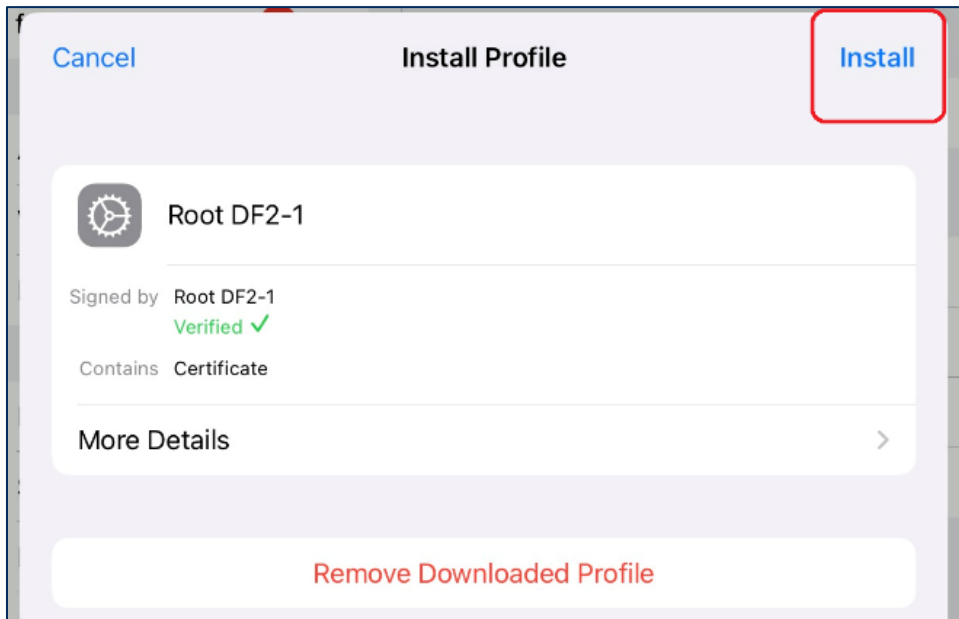 Cancel
Install Profile
Install
Root DF2-1
Signed by Root DF2-1
Verified ✓
Contains Certificate
More Details
Remove Downloaded Profile